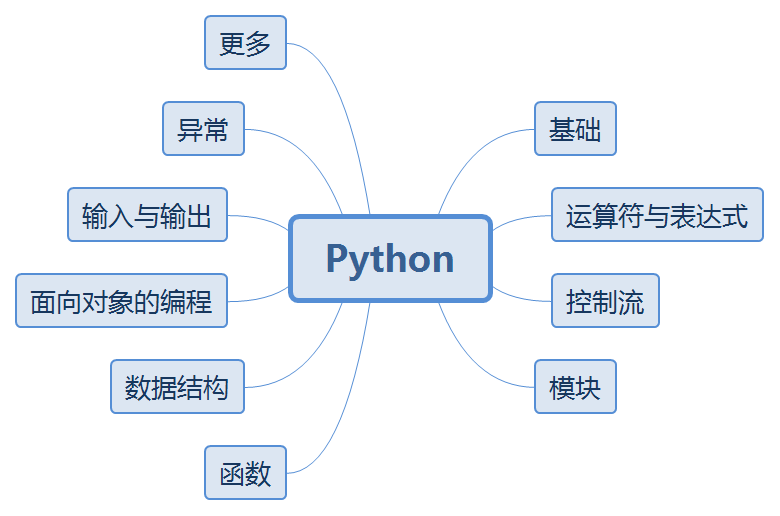 更多
异常
基础
输入与输出
运算符与表达式
Python
面向对象的编程
控制流
数据结构
模块
函数